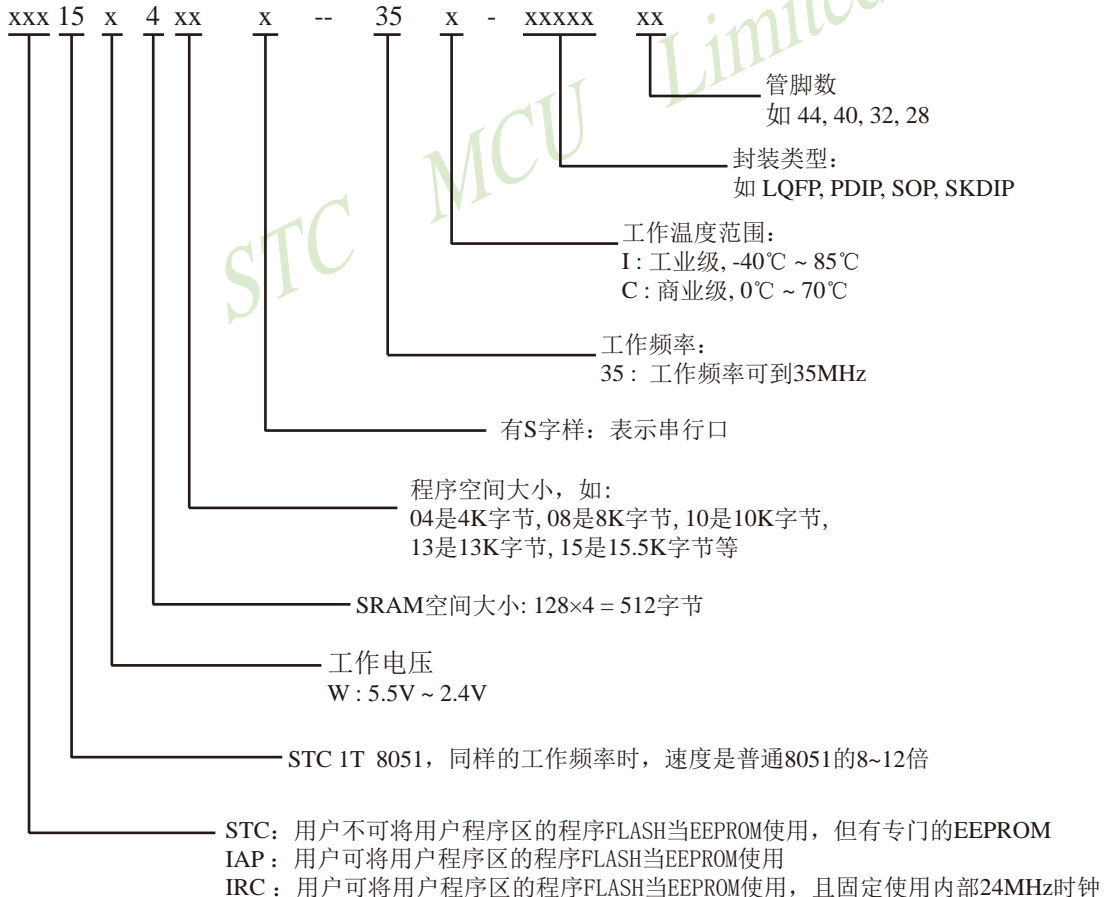 xxx 15 x 4 xx x -- 35 x - xxxxx xx
管脚数
如 44, 40, 32, 28
封装类型：
如 LQFP, PDIP, SOP, SKDIP
工作温度范围：
I : 工业级, -40℃ ~ 85℃
C : 商业级, 0℃ ~ 70℃
工作频率：
35 : 工作频率可到35MHz
有S字样：表示串行口
程序空间大小，如:
04是4K字节, 08是8K字节, 10是10K字节,
13是13K字节, 15是15.5K字节等
SRAM空间大小: 128×4 = 512字节
工作电压
W : 5.5V ~ 2.4V
STC 1T 8051，同样的工作频率时，速度是普通8051的8~12倍
STC：用户不可将用户程序区的程序FLASH当EEPROM使用，但有专门的EEPROM
IAP：用户可将用户程序区的程序FLASH当EEPROM使用
IRC：用户可将用户程序区的程序FLASH当EEPROM使用，且固定使用内部24MHz时钟
STC MCU Limited